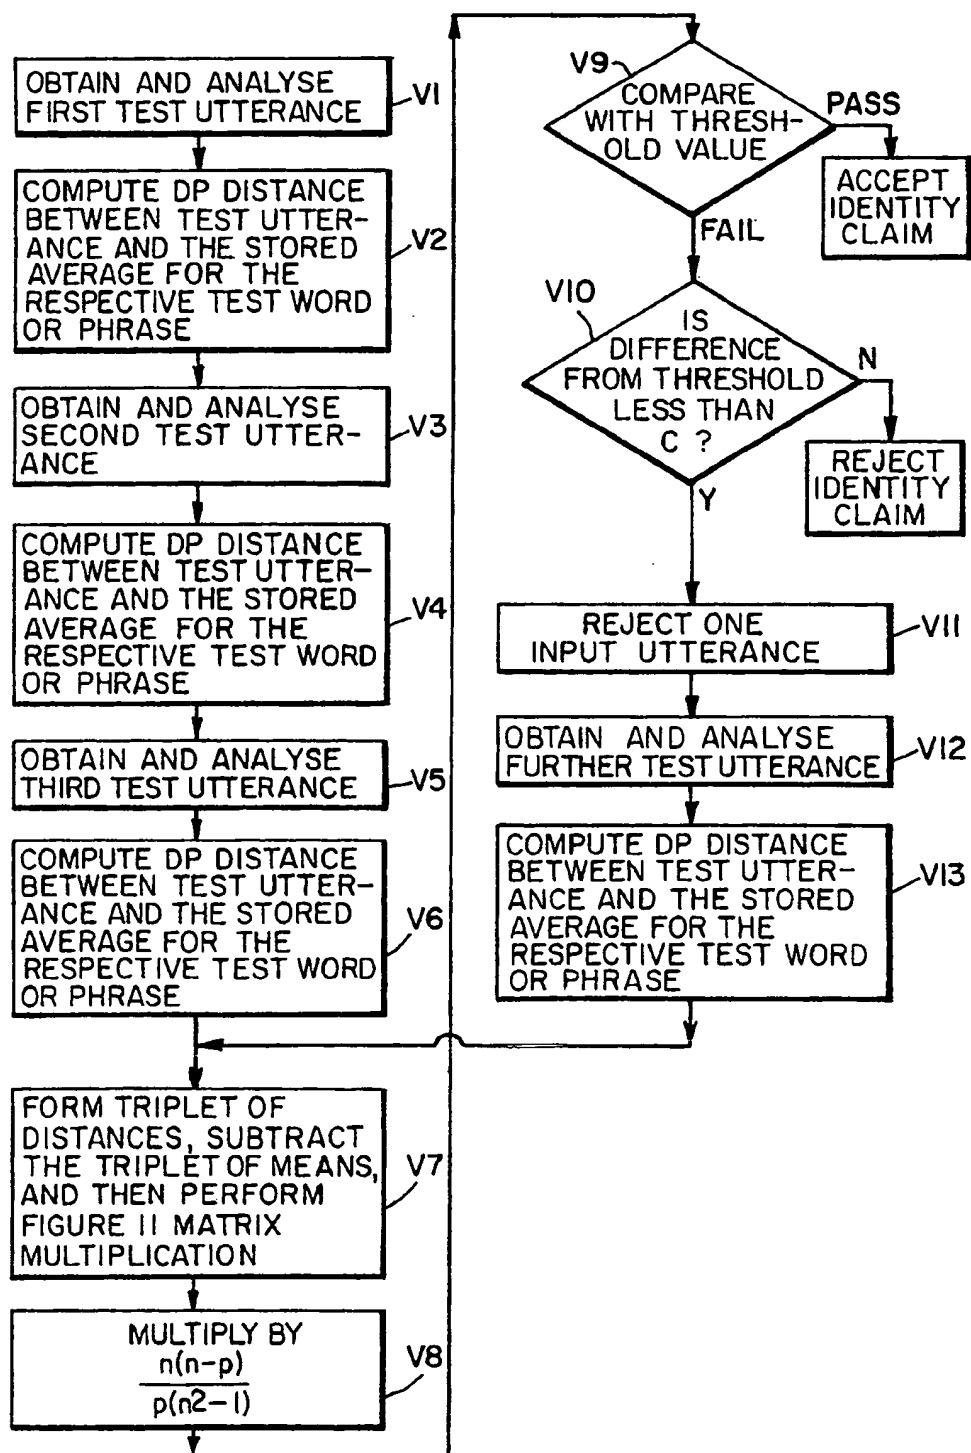 OBTAIN AND ANALYSE
FIRST TEST UTTERANCE
V1
COMPUTE DP DISTANCE
BETWEEN TEST UTTER-
ANCE AND THE STORED
AVERAGE FOR THE
RESPECTIVE TEST WORD
OR PHRASE
V2
OBTAIN AND ANALYSE
SECOND TEST UTTER-
ANCE
V3
COMPUTE DP DISTANCE
BETWEEN TEST UTTER-
ANCE AND THE STORED
AVERAGE FOR THE
RESPECTIVE TEST WORD
OR PHRASE
V4
OBTAIN AND ANALYSE
THIRD TEST UTTERANCE
V5
COMPUTE DP DISTANCE
BETWEEN TEST UTTER-
ANCE AND THE STORED
AVERAGE FOR THE
RESPECTIVE TEST WORD
OR PHRASE
V6
FORM TRIPLET OF
DISTANCES, SUBTRACT
THE TRIPLET OF MEANS,
AND THEN PERFORM
FIGURE 11 MATRIX
MULTIPLICATION
V7
MULTIPLY BY
n(n-p)
p(n2-1)
V8
V9
COMPARE
WITH THRESH-
OLD VALUE
PASS
ACCEPT
IDENTITY
CLAIM
FAIL
V10
IS
DIFFERENCE
FROM THRESHOLD
LESS THAN
C ?
N
REJECT
IDENTITY
CLAIM
Y
REJECT ONE
INPUT UTTERANCE
V11
OBTAIN AND ANALYSE
FURTHER TEST UTTERANCE
V12
COMPUTE DP DISTANCE
BETWEEN TEST UTTER-
ANCE AND THE STORED
AVERAGE FOR THE
RESPECTIVE TEST WORD
OR PHRASE
V13